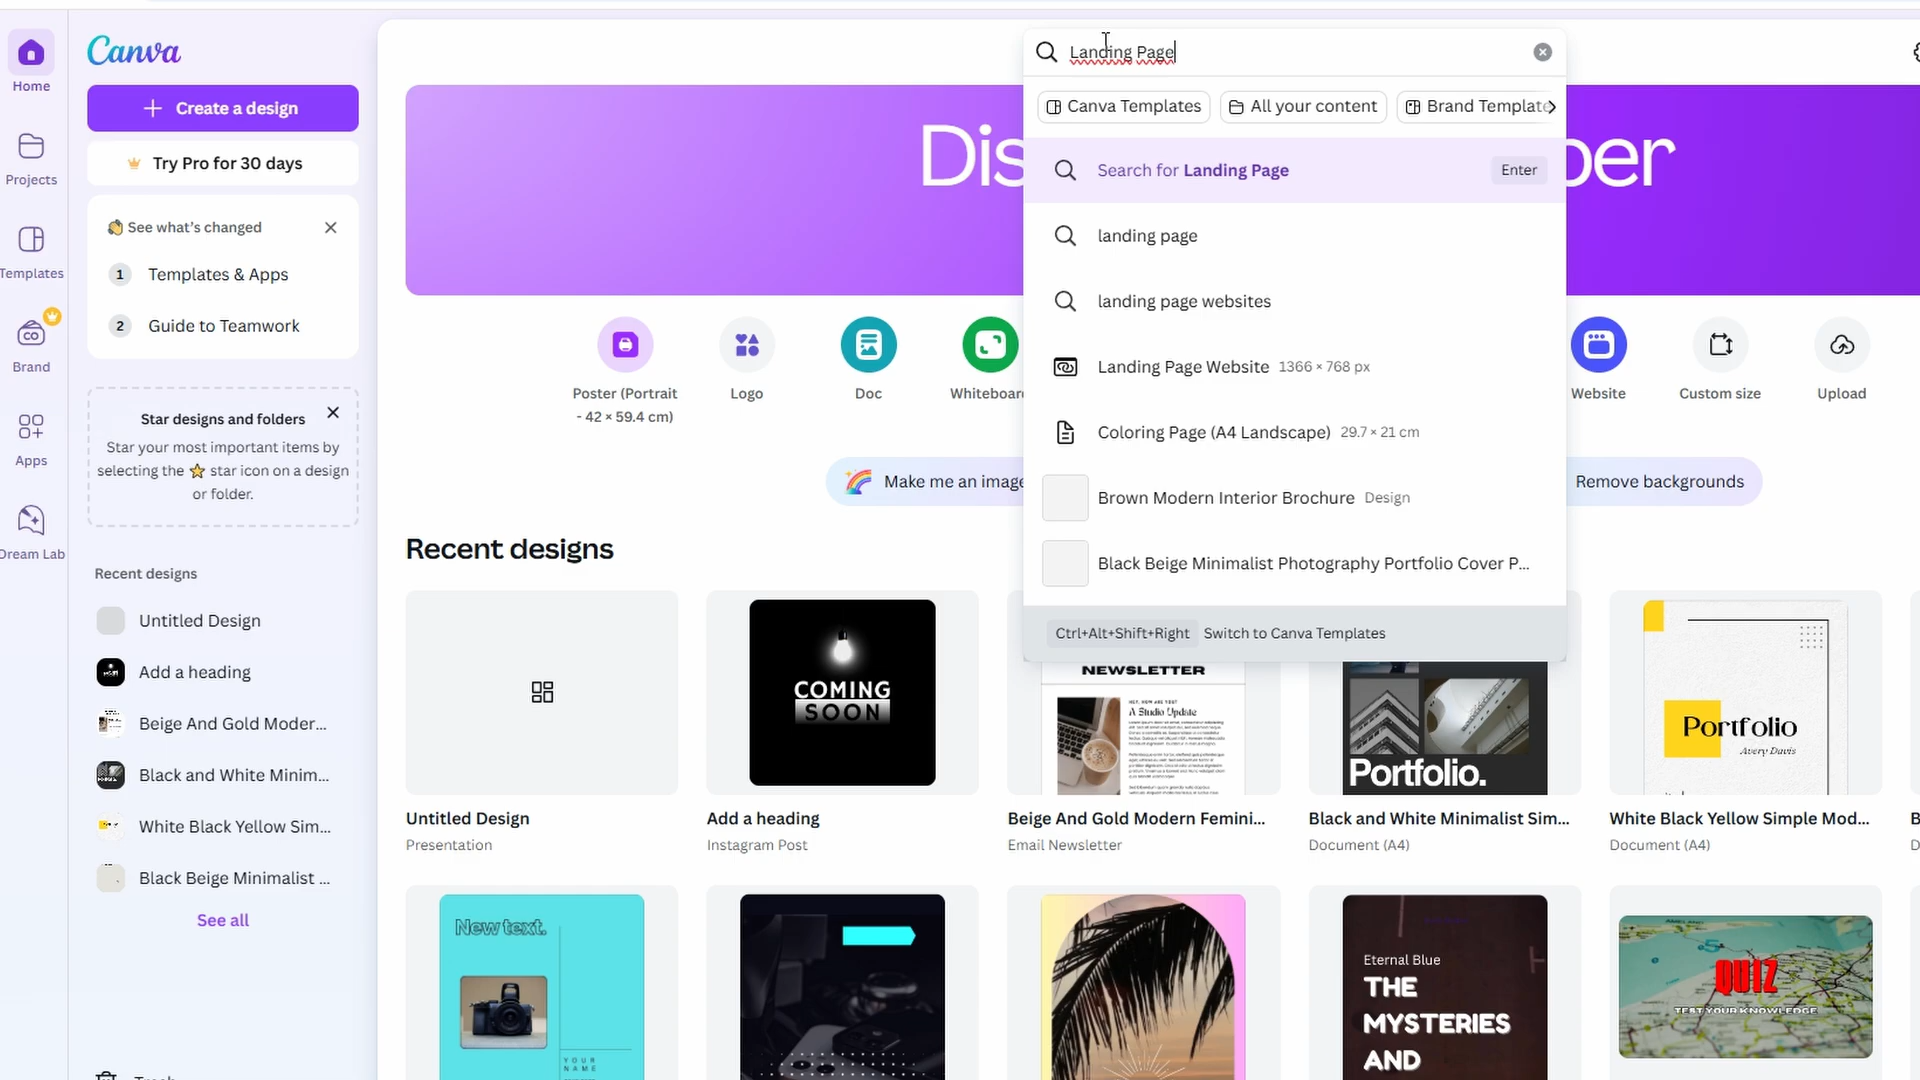 Canva
Home
Create a design
Try Pro for 30 days
Projects
👏 See what's changed
1 Templates & Apps
2 Guide to Teamwork
Templates
Brand
Star designs and folders
Star your most important items by
selecting the ⭐ star icon on a design
or folder.
Apps
Dream Lab
Recent designs
Untitled Design
Add a heading
Beige And Gold Moder...
Black and White Minim...
White Black Yellow Sim...
Black Beige Minimalist ...
See all
Landing Page
Canva Templates
All your content
Brand Template
Dis
per
Search for Landing Page
Enter
landing page
landing page websites
Landing Page Website 1366 × 768 px
Coloring Page (A4 Landscape) 29.7 × 21 cm
Brown Modern Interior Brochure Design
Black Beige Minimalist Photography Portfolio Cover P...
Ctrl+Alt+Shift+Right Switch to Canva Templates
Poster (Portrait
- 42 × 59.4 cm)
Logo
Doc
Whiteboard
Website
Custom size
Upload
Make me an image
Remove backgrounds
Recent designs
COMING
SOON
NEWSLETTER
A Studio Update
Portfolio.
Portfolio
Avery Davis
Untitled Design
Presentation
Add a heading
Instagram Post
Beige And Gold Modern Femini...
Email Newsletter
Black and White Minimalist Sim...
Document (A4)
White Black Yellow Simple Mod...
Document (A4)
New text.
YOUR
NAME
Eternal Blue
THE
MYSTERIES
AND
QUIZ
TEST YOUR KNOWLEDGE